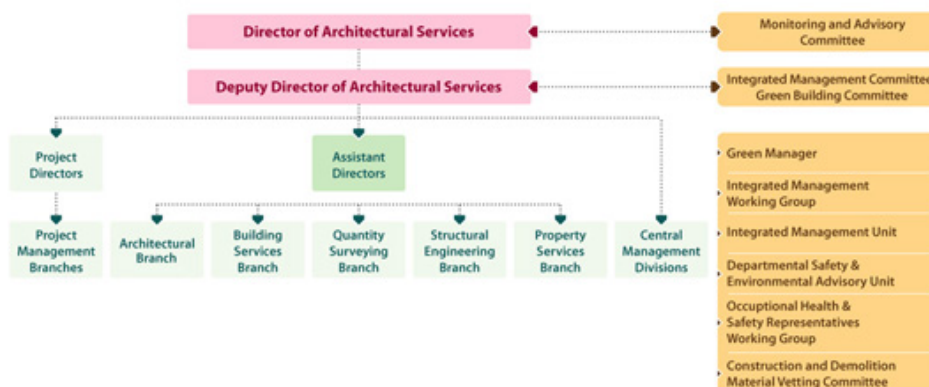 Director of Architectural Services
Monitoring and Advisory
Committee
Deputy Director of Architectural Services
Integrated Management Committee
Green Building Committee
Project
Directors
Assistant
Directors
Project
Management
Branches
Architectural
Branch
Building
Services
Branch
Quantity
Surveying
Branch
Structural
Engineering
Branch
Property
Services
Branch
Central
Management
Divisions
Green Manager
Integrated Management
Working Group
Integrated Management Unit
Departmental Safety &
Environmental Advisory Unit
Occuptional Health &
Safety Representatives
Working Group
Construction and Demolition
Material Vetting Committee